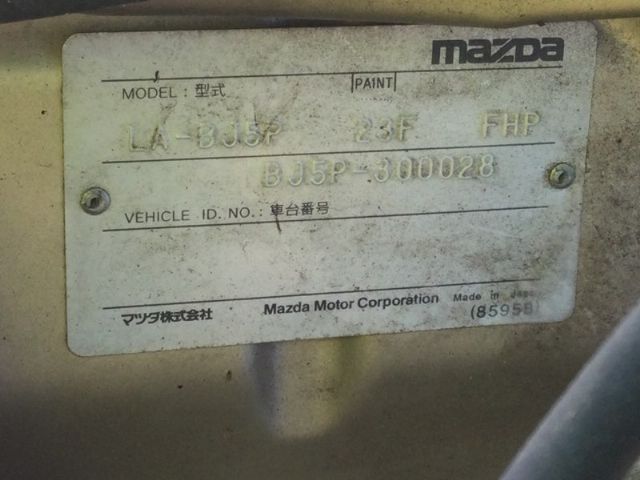 mazda
MODEL : 型式 PAINT
LA-BJ5P 23F FHP
BJ5P-300028
VEHICLE ID. NO. : 車台番号
マツダ株式会社 Mazda Motor Corporation Made in Japan
(8595B)